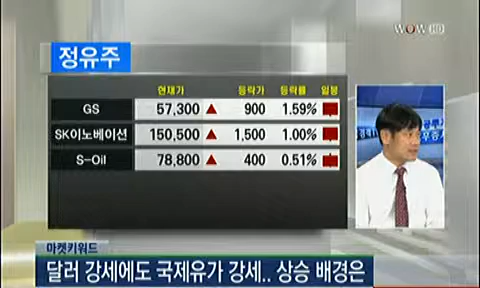 WOW HD
정유주
현재가 등락가 등락률 일봉
GS 57,300 ▲ 900 1.59%
SK이노베이션 150,500 ▲ 1,500 1.00%
S-Oil 78,800 ▲ 400 0.51%
마켓키워드
달러 강세에도 국제유가 강세.. 상승 배경은